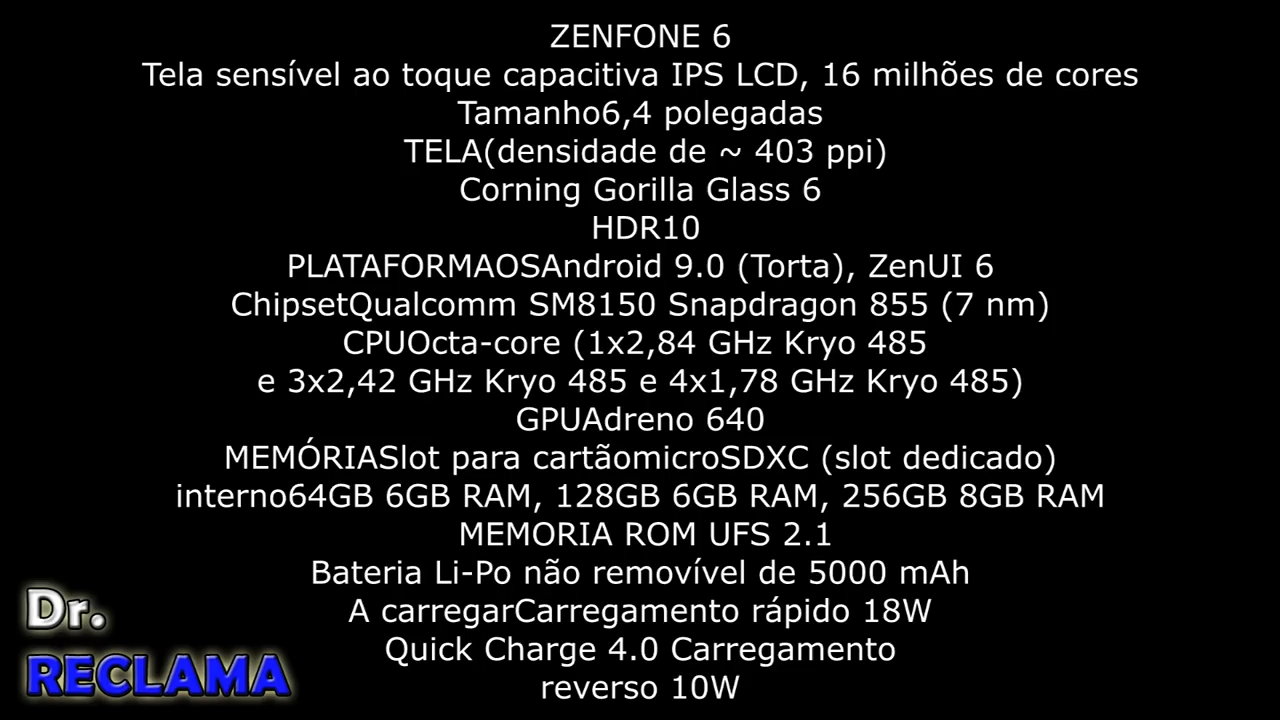 ZENFONE 6
Tela sensível ao toque capacitiva IPS LCD, 16 milhões de cores
Tamanho6,4 polegadas
TELA(densidade de ~ 403 ppi)
Corning Gorilla Glass 6
HDR10
PLATAFORMAOSAndroid 9.0 (Torta), ZenUI 6
ChipsetQualcomm SM8150 Snapdragon 855 (7 nm)
CPUOcta-core (1x2,84 GHz Kryo 485
e 3x2,42 GHz Kryo 485 e 4x1,78 GHz Kryo 485)
GPUAdreno 640
MEMÓRIASlot para cartãomicroSDXC (slot dedicado)
interno64GB 6GB RAM, 128GB 6GB RAM, 256GB 8GB RAM
MEMORIA ROM UFS 2.1
Bateria Li-Po não removível de 5000 mAh
A carregarCarregamento rápido 18W
Quick Charge 4.0 Carregamento
reverso 10W
Dr.
RECLAMA